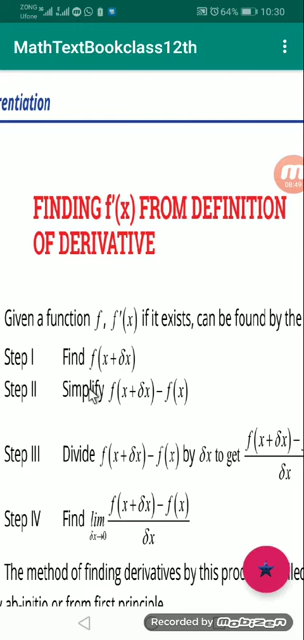 ZONG
Ufone
64% 10:30
MathTextBookclass12th
rentiation
08:49
FINDING f'(x) FROM DEFINITION
OF DERIVATIVE
Given a function f, f'(x) if it exists, can be found by the
Step I Find f(x+δx)
Step II Simplify f(x+δx)−f(x)
Step III Divide f(x+δx)−f(x) by δx to get f(x+δx)− / δx
Step IV Find lim δx→0 f(x+δx)−f(x) / δx
The method of finding derivatives by this pro lled
ab-initio or from first principle
Recorded by mobizen